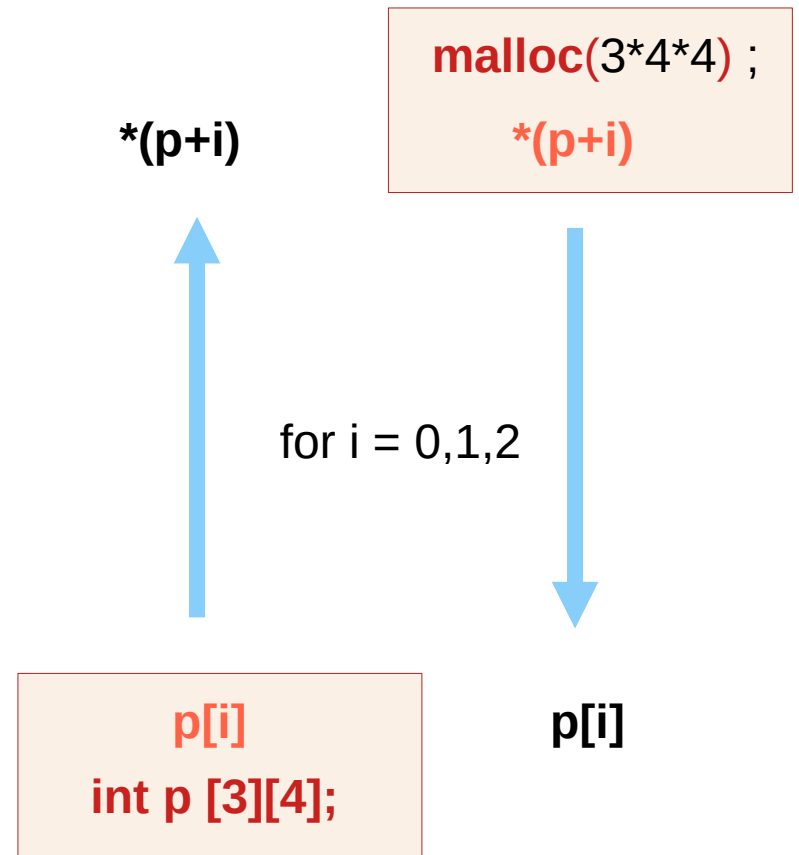 malloc(3*4*4) ;
*(p+i)
*(p+i)
for i = 0,1,2
p[i]
p[i]
int p [3][4];